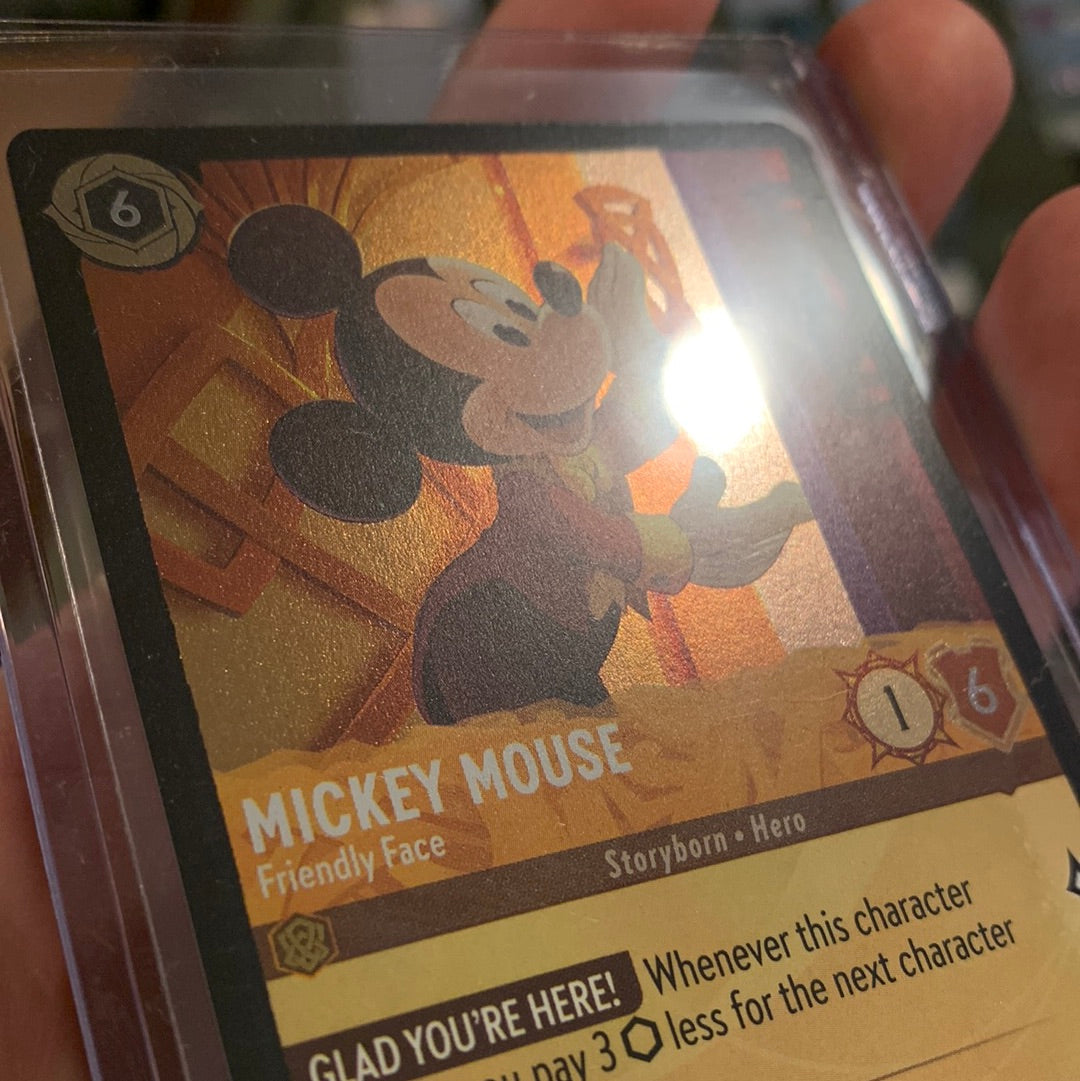 6
1 6
MICKEY MOUSE
Friendly Face
Storyborn • Hero
GLAD YOU'RE HERE! Whenever this character
pay 3 less for the next character